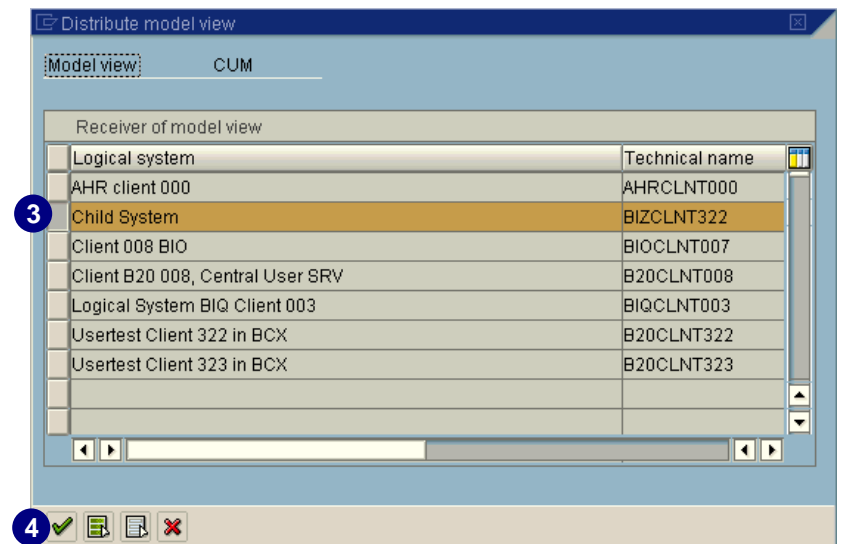 Distribute model view
Model view: CUM
Receiver of model view
Logical system Technical name
AHR client 000 AHRCLNT000
3 Child System BIZCLNT322
Client 008 BIO BIOCLNT007
Client B20 008, Central User SRV B20CLNT008
Logical System BIQ Client 003 BIQCLNT003
Usertest Client 322 in BCX B20CLNT322
Usertest Client 323 in BCX B20CLNT323
4